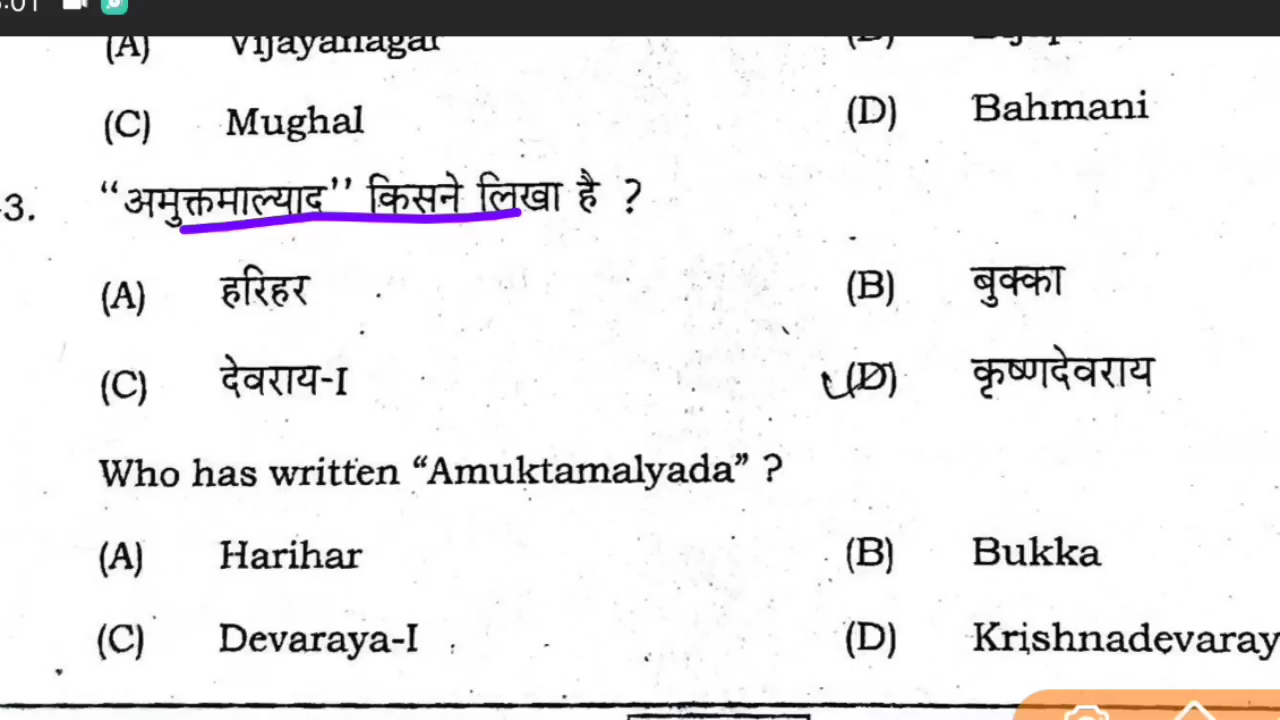 (A) Vijayanagar
(C) Mughal (D) Bahmani
3. “अमुक्तमाल्याद” किसने लिखा है ?
(A) हरिहर (B) बुक्का
(C) देवराय-I (D) कृष्णदेवराय
Who has written “Amuktamalyada” ?
(A) Harihar (B) Bukka
(C) Devaraya-I (D) Krishnadevaray